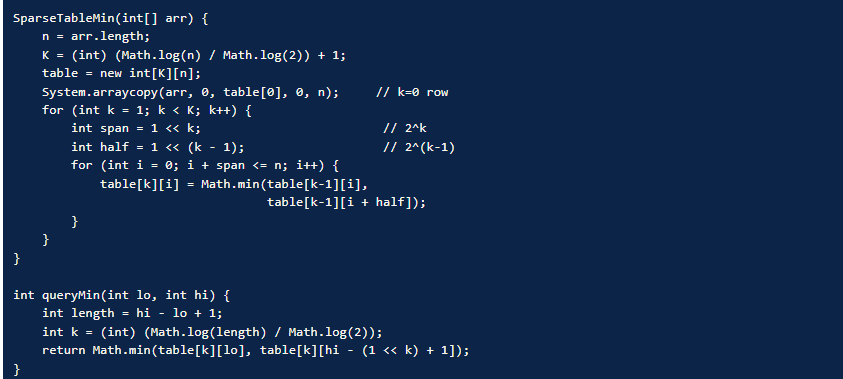 SparseTableMin(int[] arr) {
    n = arr.length;
    K = (int) (Math.log(n) / Math.log(2)) + 1;
    table = new int[K][n];
    System.arraycopy(arr, 0, table[0], 0, n);     // k=0 row
    for (int k = 1; k < K; k++) {
        int span = 1 << k;                         // 2^k
        int half = 1 << (k - 1);                   // 2^(k-1)
        for (int i = 0; i + span <= n; i++) {
            table[k][i] = Math.min(table[k-1][i],
                                   table[k-1][i + half]);
        }
    }
}

int queryMin(int lo, int hi) {
    int length = hi - lo + 1;
    int k = (int) (Math.log(length) / Math.log(2));
    return Math.min(table[k][lo], table[k][hi - (1 << k) + 1]);
}